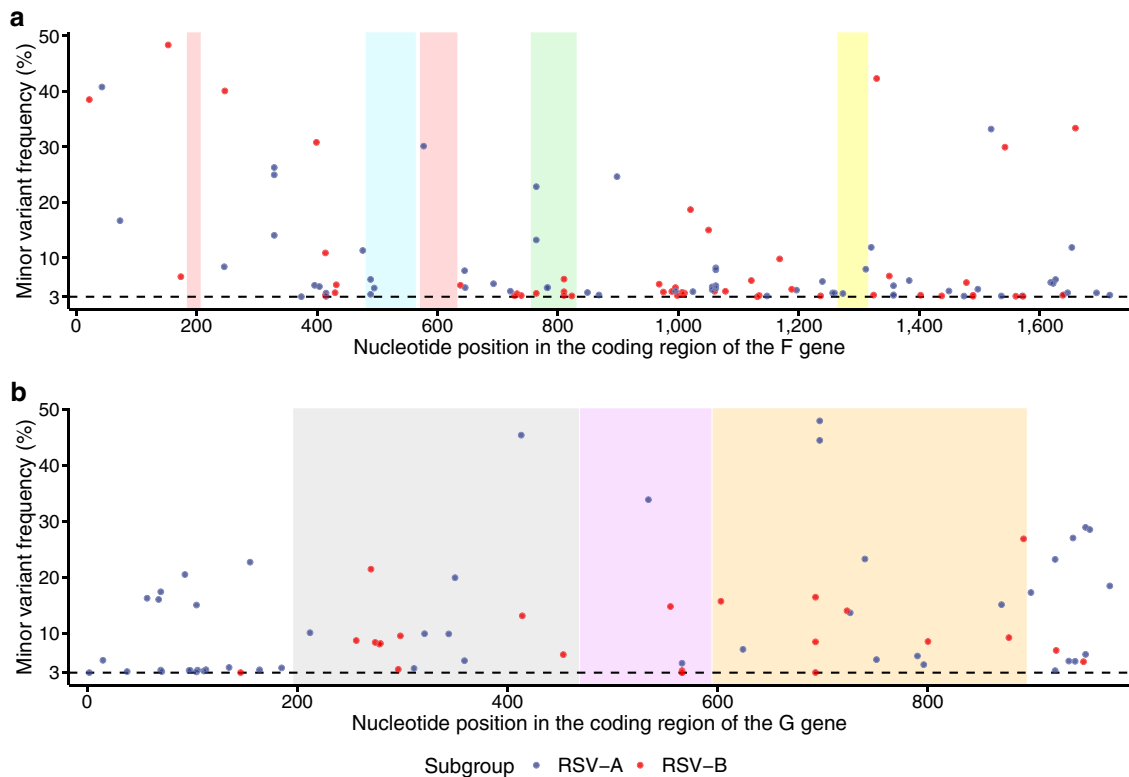 a
Minor variant frequency (%)
50
40
30
20
10
3
0 200 400 600 800 1,000 1,200 1,400 1,600
Nucleotide position in the coding region of the F gene
b
Minor variant frequency (%)
50
40
30
20
10
3
0 200 400 600 800
Nucleotide position in the coding region of the G gene
Subgroup RSV−A RSV−B